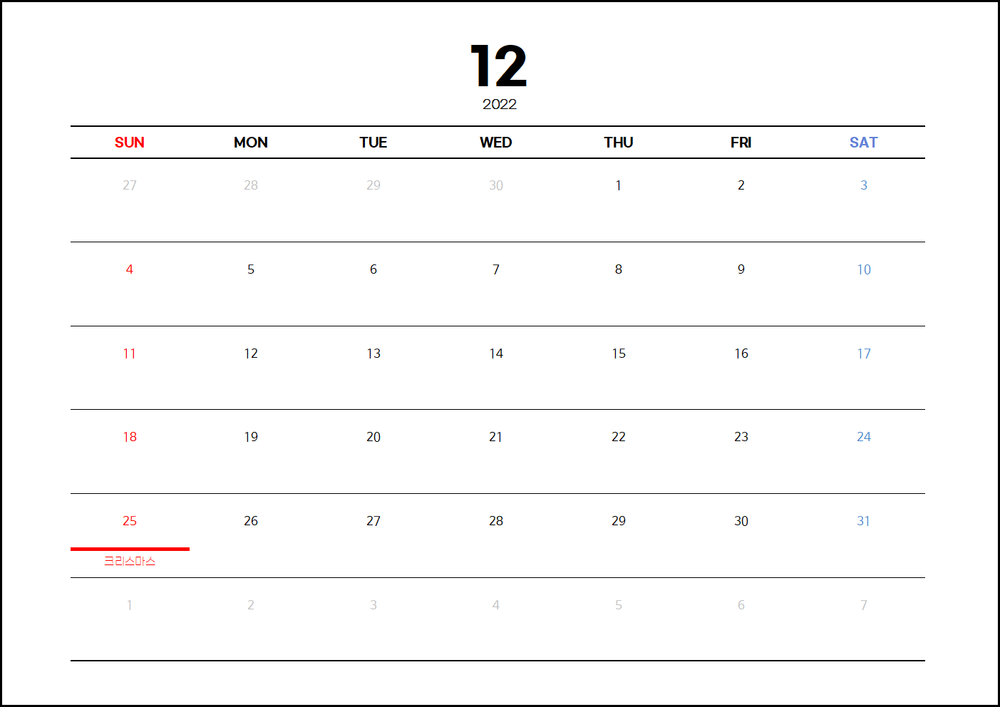 12
2022
SUN MON TUE WED THU FRI SAT
27 28 29 30 1 2 3
4 5 6 7 8 9 10
11 12 13 14 15 16 17
18 19 20 21 22 23 24
25 26 27 28 29 30 31
크리스마스
1 2 3 4 5 6 7